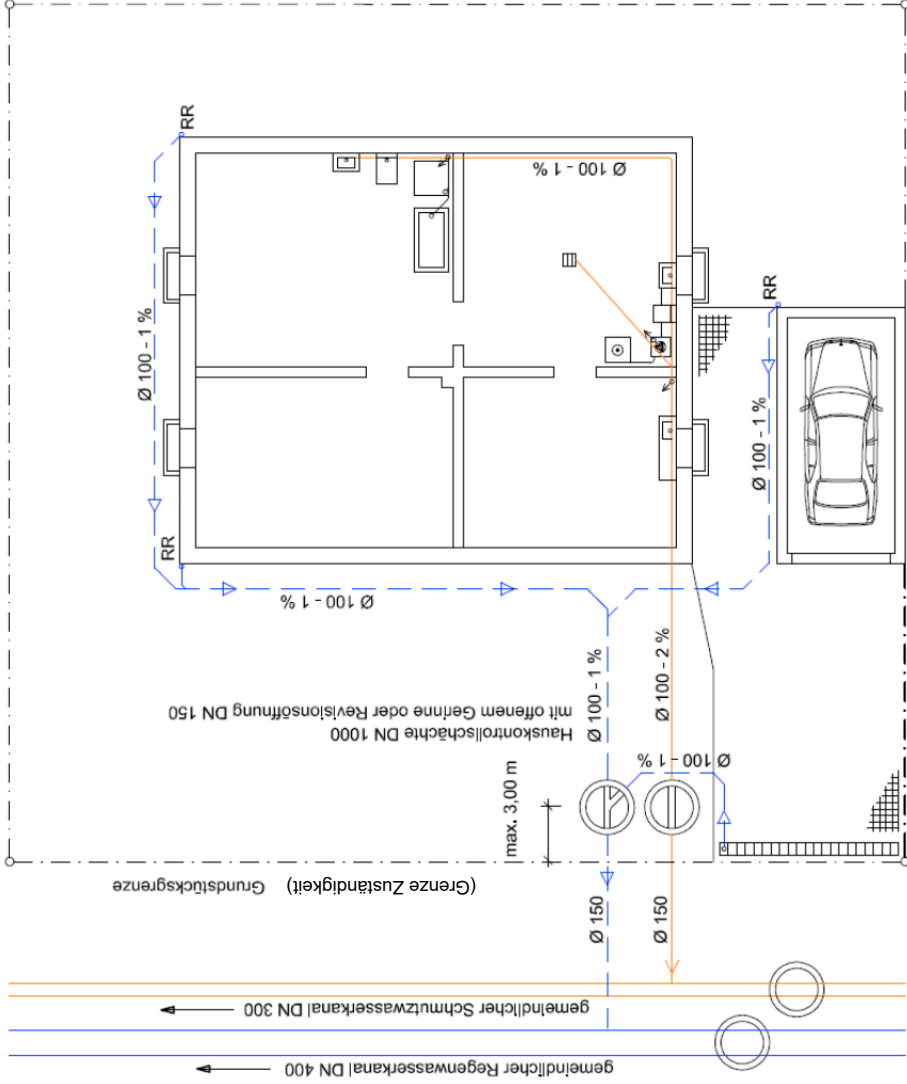 RR
Ø 100 - 1 %
RR
Ø 100 - 1 %
Ø 100 - 1 %
RR
Ø 100 - 1 %
Ø 100 - 1 %
Ø 100 - 2 %
Hauskontrollschächte DN 1000
mit offenem Gerinne oder Revisionsöffnung DN 150
Ø 100 - 1 %
max. 3,00 m
Grundstücksgrenze (Grenze Zuständigkeit)
Ø 150
Ø 150
gemeindlicher Schmutzwasserkanal DN 300
gemeindlicher Regenwasserkanal DN 400